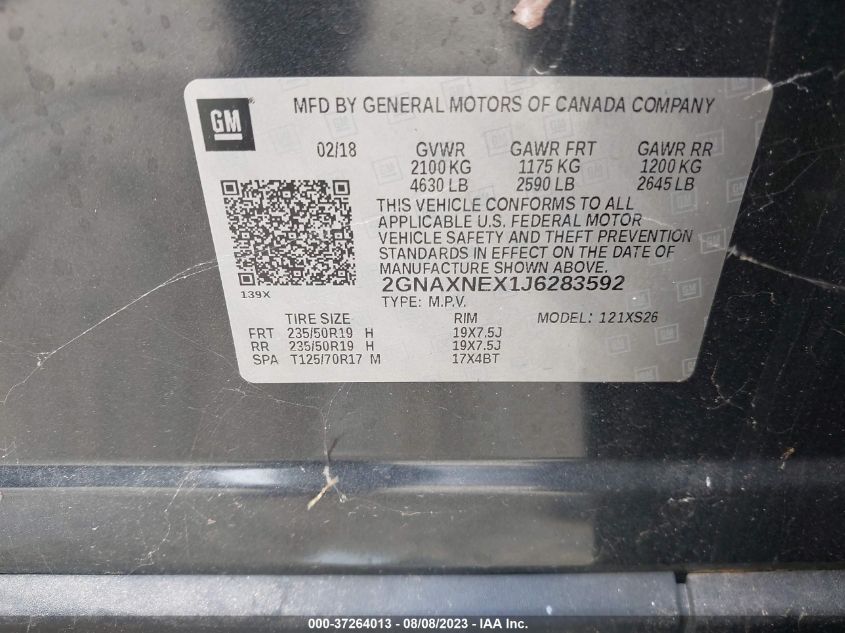 GM
MFD BY GENERAL MOTORS OF CANADA COMPANY
02/18 GVWR GAWR FRT GAWR RR
2100 KG 1175 KG 1200 KG
4630 LB 2590 LB 2645 LB
THIS VEHICLE CONFORMS TO ALL
APPLICABLE U.S. FEDERAL MOTOR
VEHICLE SAFETY AND THEFT PREVENTION
STANDARDS IN EFFECT ON THE DATE OF
MANUFACTURE SHOWN ABOVE.
139X
2GNAXNEX1J6283592
TYPE: M.P.V.
TIRE SIZE RIM MODEL: 121XS26
FRT 235/50R19 H 19X7.5J
RR 235/50R19 H 19X7.5J
SPA T125/70R17 M 17X4BT
000-37264013 - 08/08/2023 - IAA Inc.